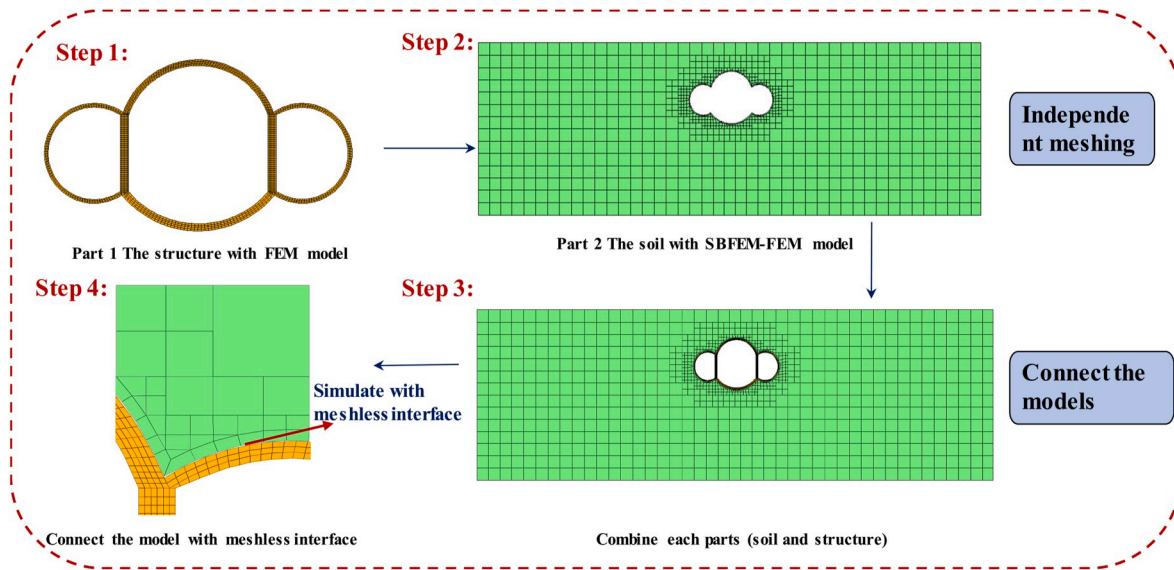 Step 1:
Step 2:
Independe
nt meshing
Part 1 The structure with FEM model
Part 2 The soil with SBFEM-FEM model
Step 4:
Step 3:
Simulate with
meshless interface
Connect the
models
Connect the model with meshless interface
Combine each parts (soil and structure)